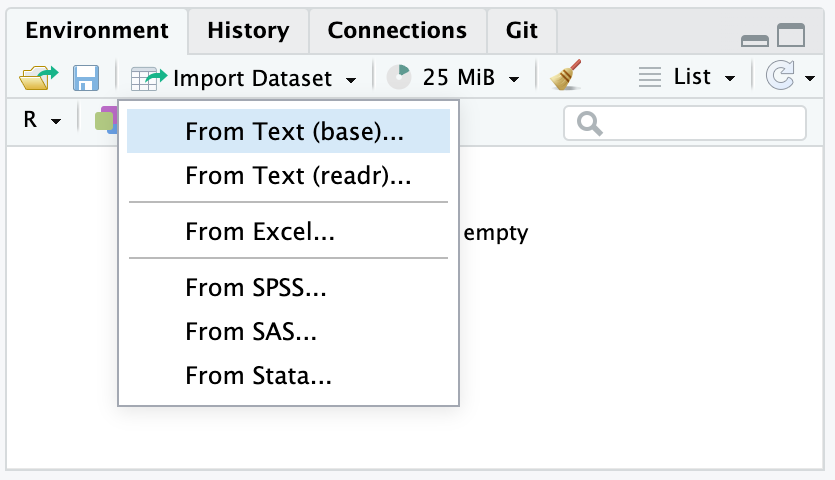 Environment History Connections Git
Import Dataset 25 MiB List
R
From Text (base)...
From Text (readr)...
From Excel...
empty
From SPSS...
From SAS...
From Stata...